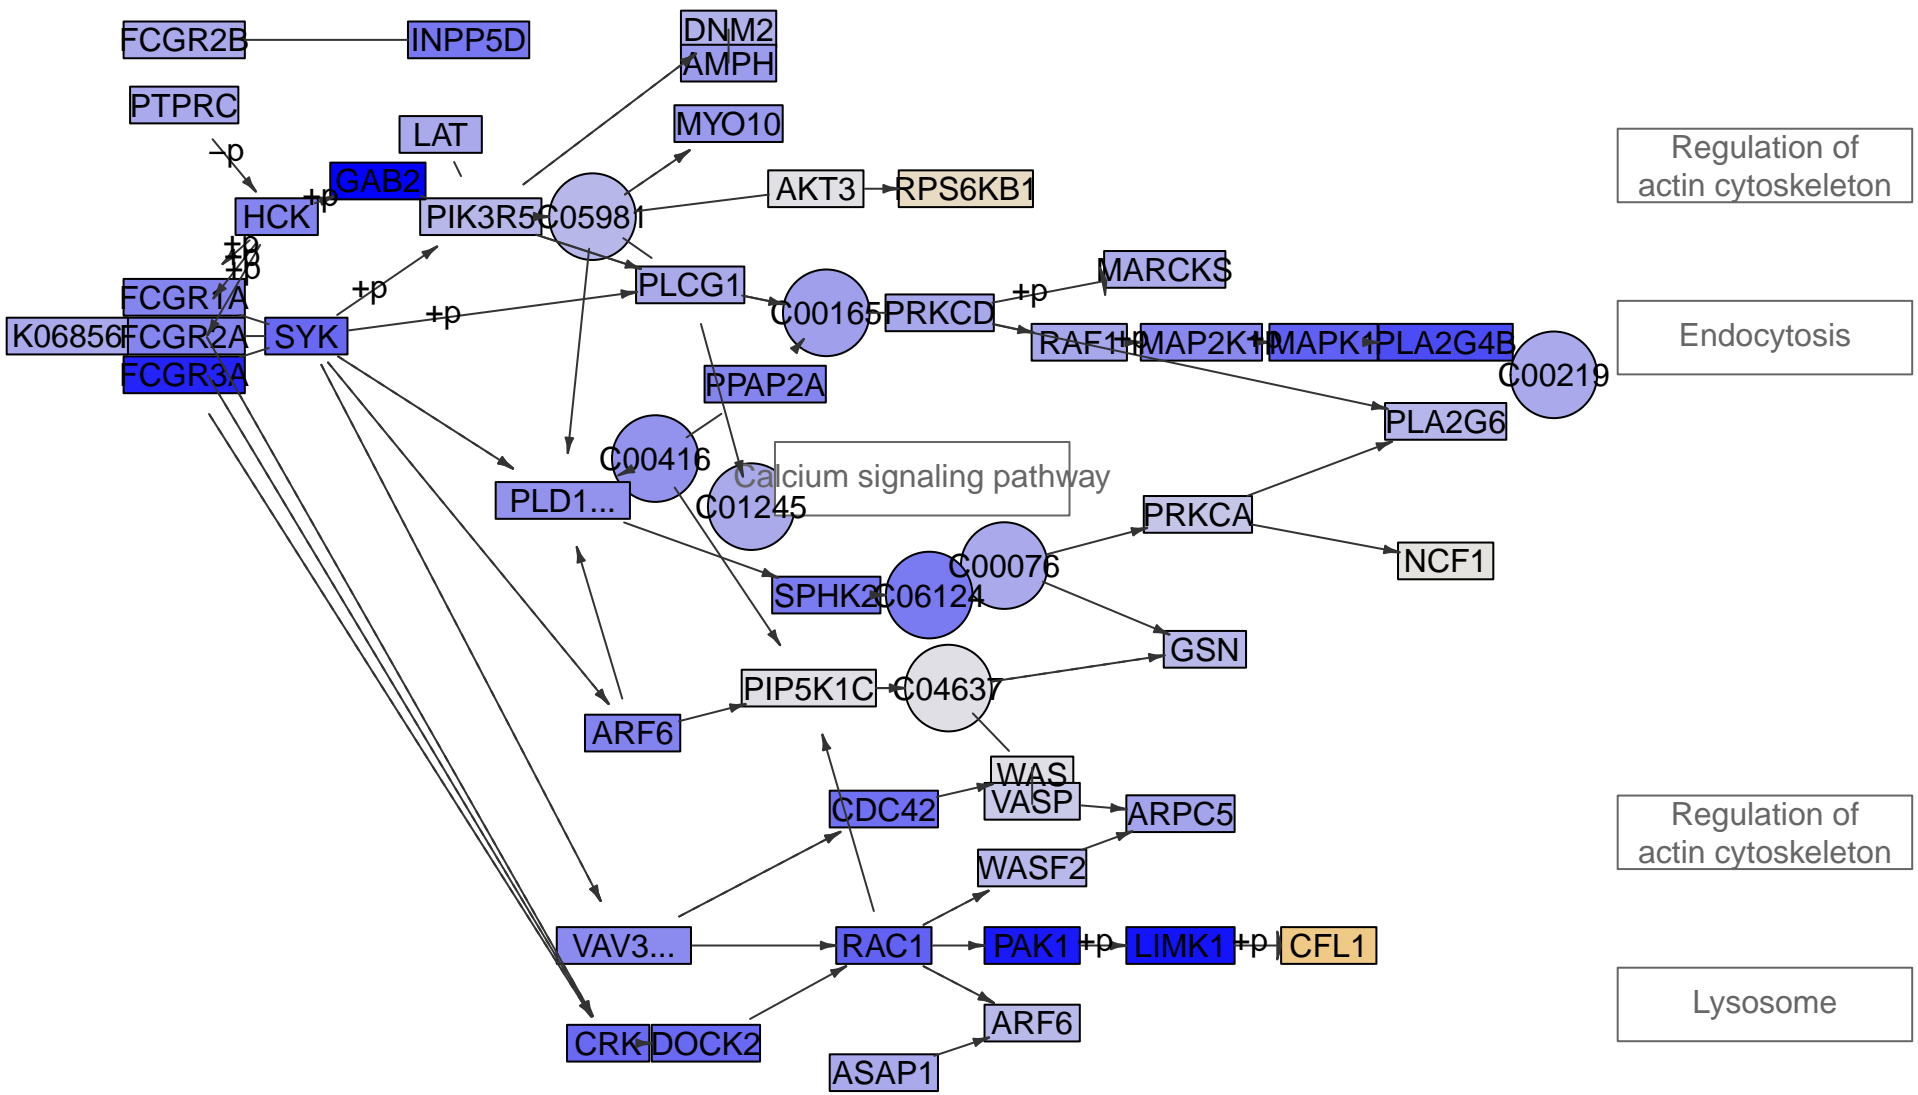 FCGR2B
INPP5D
DNM2
AMPH
PTPRC
LAT
MYO10
Regulation of
actin cytoskeleton
–p
GAB2
+p
HCK
PIK3R5
C05981
AKT3
RPS6KB1
+p
+p
+p
FCGR1A
+p
PLCG1
MARCKS
+p
C00165
PRKCD
K06856
FCGR2A
SYK
+p
RAF1
+p
MAP2K1
+p
MAPK1
PLA2G4B
Endocytosis
FCGR3A
PPAP2A
C00219
PLA2G6
C00416
Calcium signaling pathway
PLD1...
C01245
PRKCA
C00076
NCF1
SPHK2
C06124
GSN
PIP5K1C
C04637
ARF6
WAS
VASP
CDC42
ARPC5
Regulation of
actin cytoskeleton
WASF2
VAV3...
RAC1
PAK1
+p
LIMK1
+p
CFL1
Lysosome
ARF6
CRK
DOCK2
ASAP1